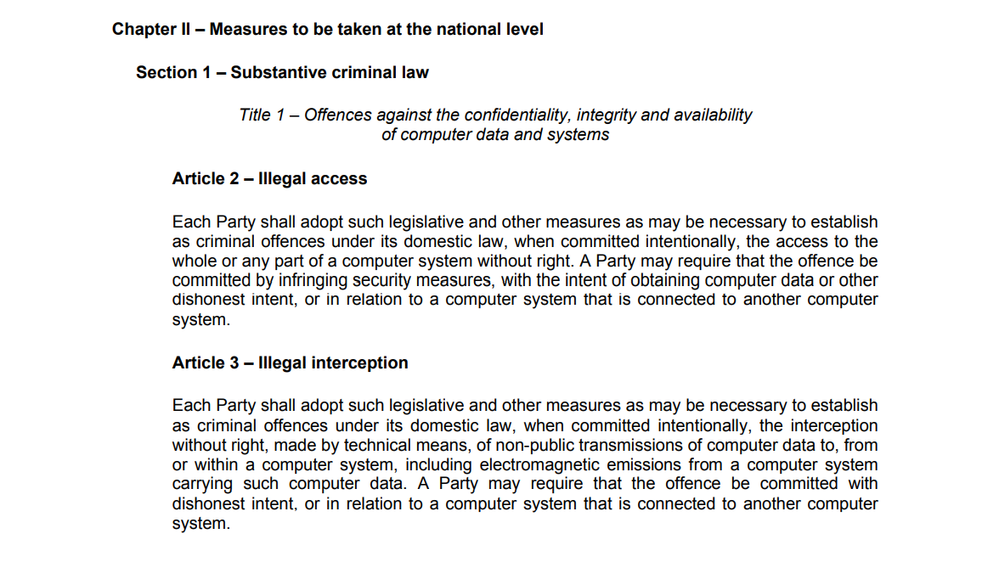 Chapter II – Measures to be taken at the national level
Section 1 – Substantive criminal law
Title 1 – Offences against the confidentiality, integrity and availability
of computer data and systems
Article 2 – Illegal access
Each Party shall adopt such legislative and other measures as may be necessary to establish
as criminal offences under its domestic law, when committed intentionally, the access to the
whole or any part of a computer system without right. A Party may require that the offence be
committed by infringing security measures, with the intent of obtaining computer data or other
dishonest intent, or in relation to a computer system that is connected to another computer
system.
Article 3 – Illegal interception
Each Party shall adopt such legislative and other measures as may be necessary to establish
as criminal offences under its domestic law, when committed intentionally, the interception
without right, made by technical means, of non-public transmissions of computer data to, from
or within a computer system, including electromagnetic emissions from a computer system
carrying such computer data. A Party may require that the offence be committed with
dishonest intent, or in relation to a computer system that is connected to another computer
system.